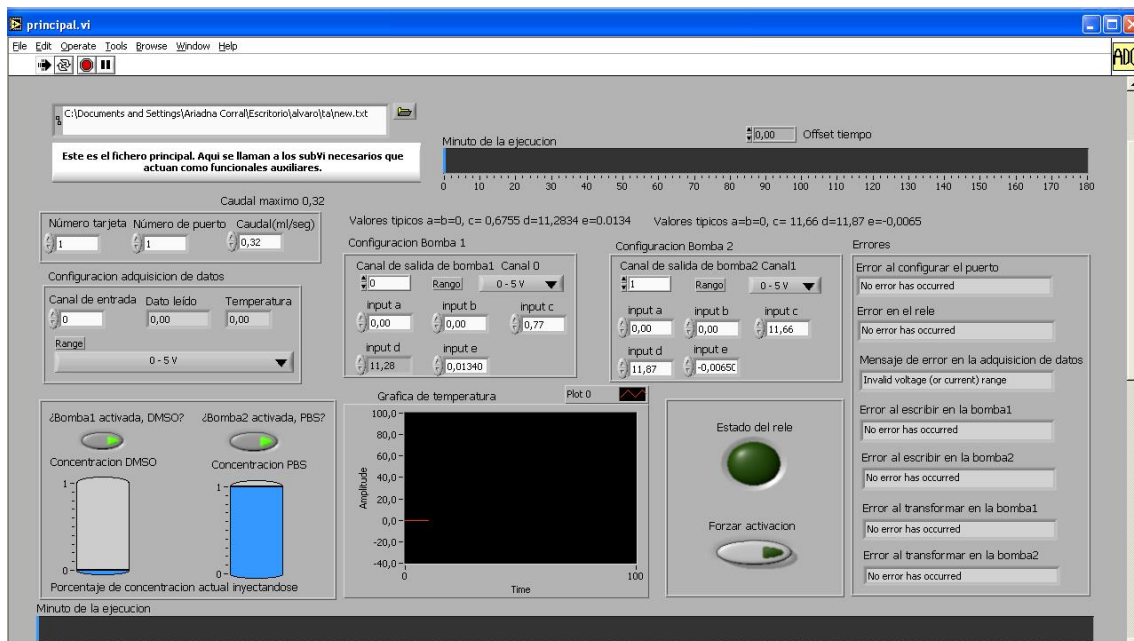 principal.vi
File Edit Operate Tools Browse Window Help
C:\Documents and Settings\Ariadna Corral\Escritorio\alvaro\ta\new.txt
Este es el fichero principal. Aqui se llaman a los subVi necesarios que
actuan como funcionales auxiliares.
0,00 Offset tiempo
Minuto de la ejecucion
0 10 20 30 40 50 60 70 80 90 100 110 120 130 140 150 160 170 180
Caudal maximo 0,32
Número tarjeta Número de puerto Caudal(ml/seg)
1 1 0,32
Configuracion adquisicion de datos
Canal de entrada Dato leído Temperatura
0 0,00 0,00
Range
0 - 5 V
Valores tipicos a=b=0, c= 0,6755 d=11,2834 e=0.0134
Configuracion Bomba 1
Canal de salida de bomba1 Canal 0
0 Rango 0 - 5 V
input a input b input c
0,00 0,00 0,77
input d input e
11,28 0,01340
Valores tipicos a=b=0, c= 11,66 d=11,87 e=-0,0065
Configuracion Bomba 2
Canal de salida de bomba2 Canal1
1 Rango 0 - 5 V
input a input b input c
0,00 0,00 11,66
input d input e
11,87 -0,0065
Errores
Error al configurar el puerto
No error has occurred
Error en el rele
No error has occurred
Mensaje de error en la adquisicion de datos
Invalid voltage (or current) range
Error al escribir en la bomba1
No error has occurred
Error al escribir en la bomba2
No error has occurred
Error al transformar en la bomba1
No error has occurred
Error al transformar en la bomba2
No error has occurred
¿Bomba1 activada, DMSO? ¿Bomba2 activada, PBS?
Concentracion DMSO Concentracion PBS
1 1
0 0
Porcentaje de concentracion actual inyectandose
Grafica de temperatura Plot 0
100,0
80,0
60,0
40,0
20,0
0,0
-20,0
-40,0
Amplitude
0 100
Time
Estado del rele
Forzar activacion
Minuto de la ejecucion